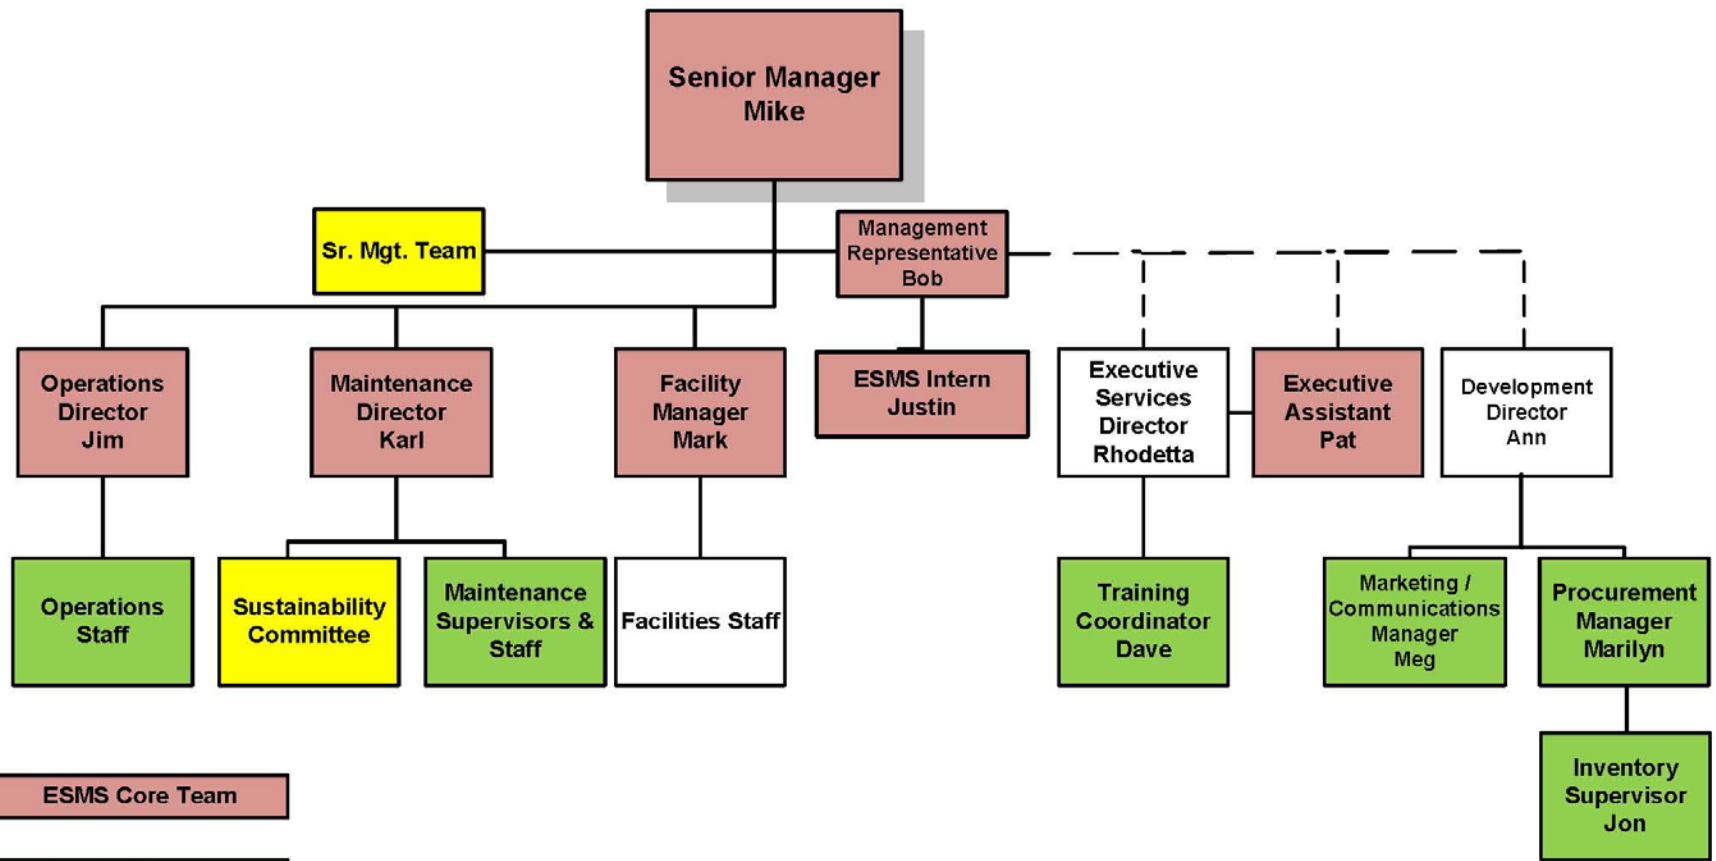 Senior Manager
Mike
Sr. Mgt. Team
Management
Representative
Bob
Operations
Director
Jim
Maintenance
Director
Karl
Facility
Manager
Mark
ESMS Intern
Justin
Executive
Services
Director
Rhodetta
Executive
Assistant
Pat
Development
Director
Ann
Operations
Staff
Sustainability
Committee
Maintenance
Supervisors &
Staff
Facilities Staff
Training
Coordinator
Dave
Marketing /
Communications
Manager
Meg
Procurement
Manager
Marilyn
Inventory
Supervisor
Jon
ESMS Core Team